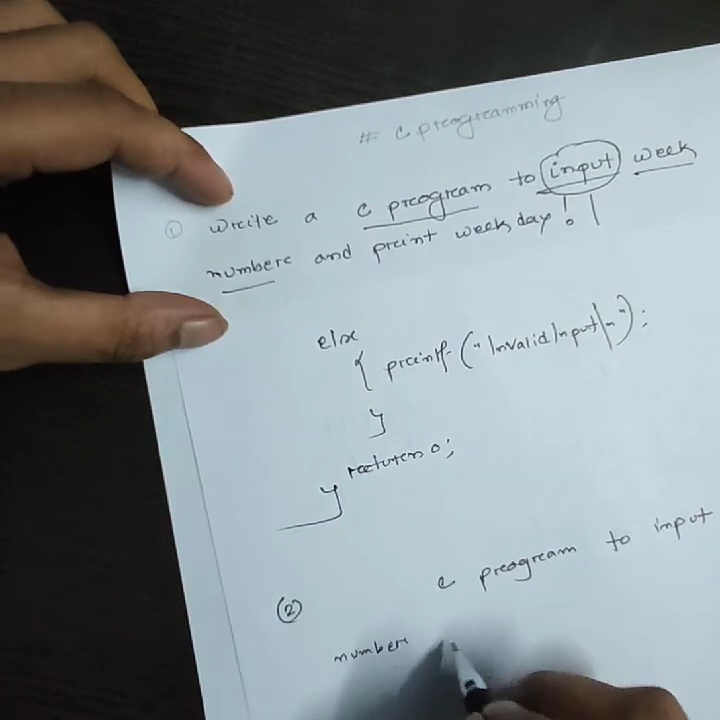 # C programming
① Write a C program to input week
number and print week day!
else
{ printf ("Invalid Input\n");
}
return 0;
}
② C program to input
number